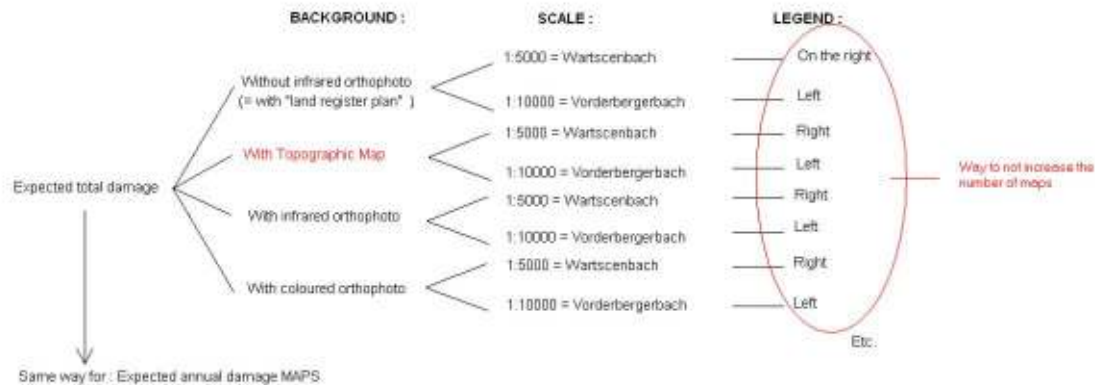 BACKGROUND :
SCALE :
LEGEND :
1:5000 = Wartscenbach
On the right
Without infrared orthophoto
(= with "land register plan" )
1:10000 = Vorderbergerbach
Left
1:5000 = Wartscenbach
Right
With Topographic Map
1:10000 = Vorderbergerbach
Left
Way to not increase the
number of maps
Expected total damage
1:5000 = Wartscenbach
Right
With infrared orthophoto
1:10000 = Vorderbergerbach
Left
1:5000 = Wartscenbach
Right
With coloured orthophoto
1:10000 = Vorderbergerbach
Left
Etc.
Same way for : Expected annual damage MAPS